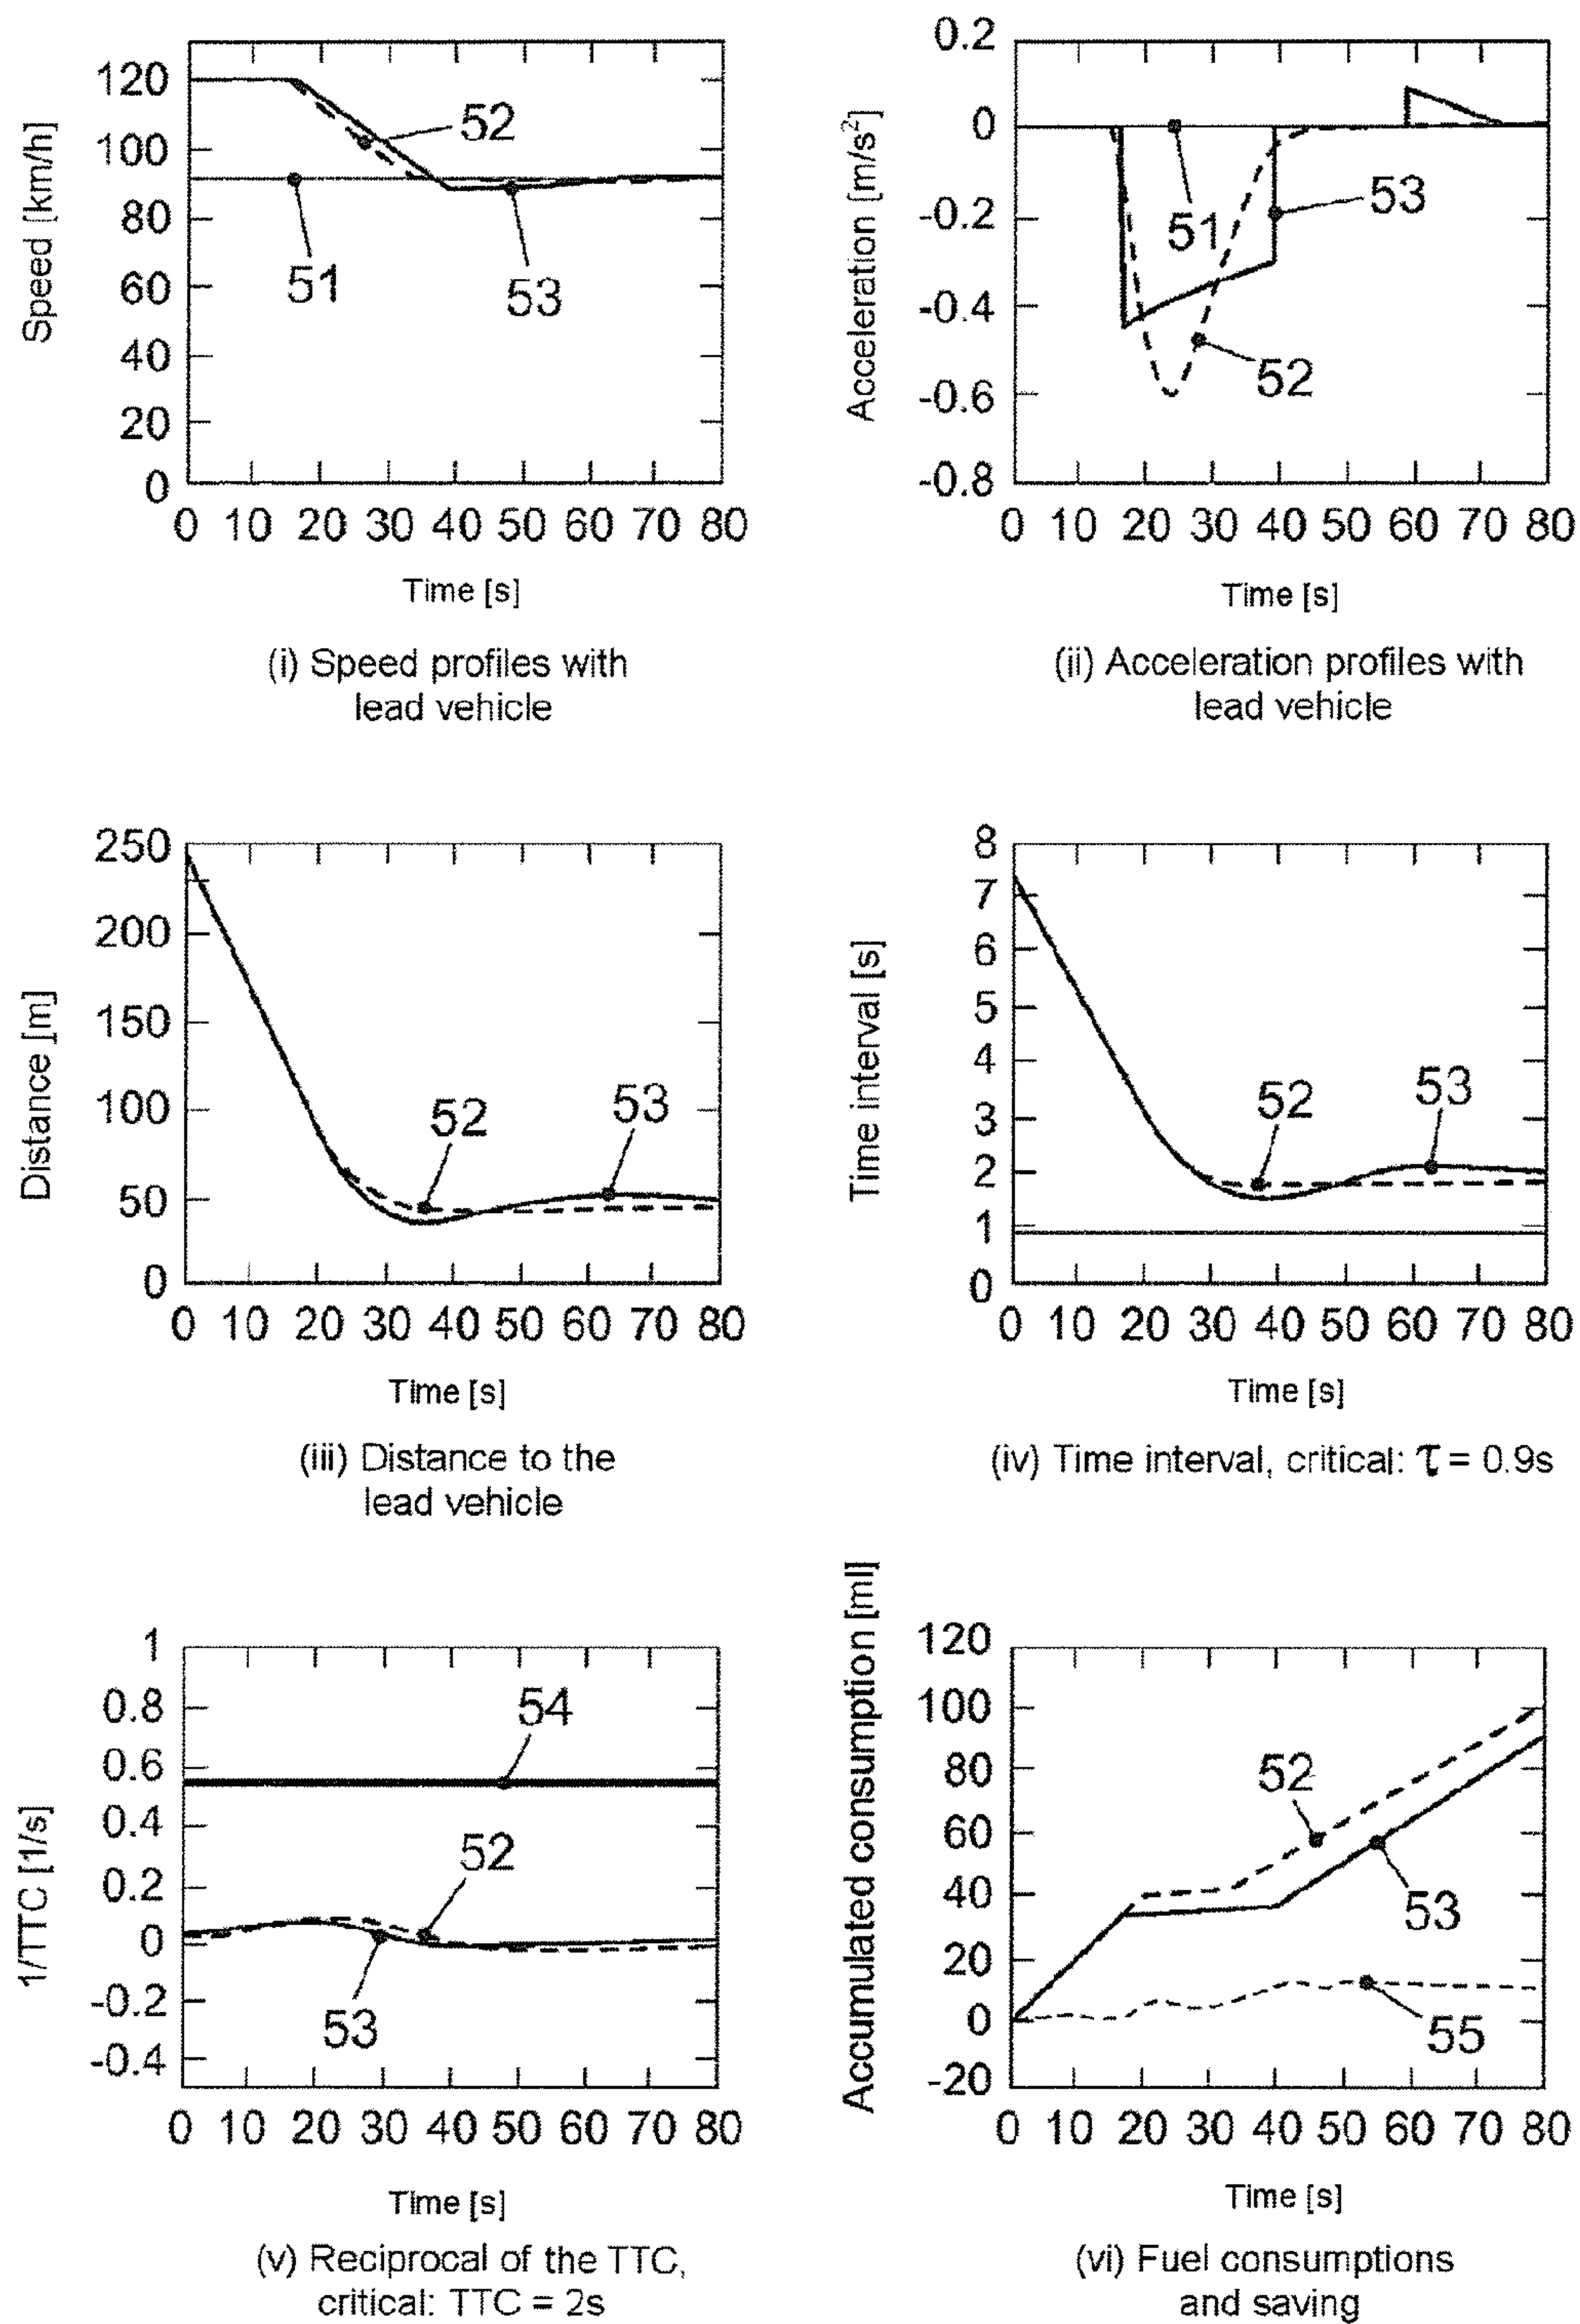 Speed [km/h]
120
100
80
60
40
20
0
52
51
53
0 10 20 30 40 50 60 70 80
Time [s]
(i) Speed profiles with
lead vehicle
Acceleration [m/s²]
0.2
0
-0.2
-0.4
-0.6
-0.8
51
53
52
0 10 20 30 40 50 60 70 80
Time [s]
(ii) Acceleration profiles with
lead vehicle
Distance [m]
250
200
150
100
50
0
52
53
0 10 20 30 40 50 60 70 80
Time [s]
(iii) Distance to the
lead vehicle
Time interval [s]
8
7
6
5
4
3
2
1
0
52
53
0 10 20 30 40 50 60 70 80
Time [s]
(iv) Time interval, critical: τ = 0.9s
1/TTC [1/s]
1
0.8
0.6
0.4
0.2
0
-0.2
-0.4
54
52
53
0 10 20 30 40 50 60 70 80
Time [s]
(v) Reciprocal of the TTC,
critical: TTC = 2s
Accumulated consumption [ml]
120
100
80
60
40
20
0
-20
52
53
55
0 10 20 30 40 50 60 70 80
Time [s]
(vi) Fuel consumptions
and saving